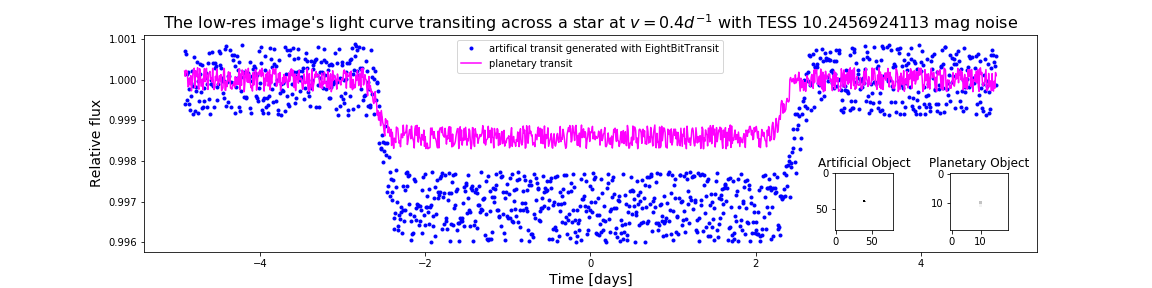 The low-res image's light curve transiting across a star at v = 0.4d⁻¹ with TESS 10.2456924113 mag noise
artifical transit generated with EightBitTransit
planetary transit
Relative flux
1.001
1.000
0.999
0.998
0.997
0.996
Artificial Object
0
50
0
50
Planetary Object
0
10
0
10
−4
−2
0
2
4
Time [days]